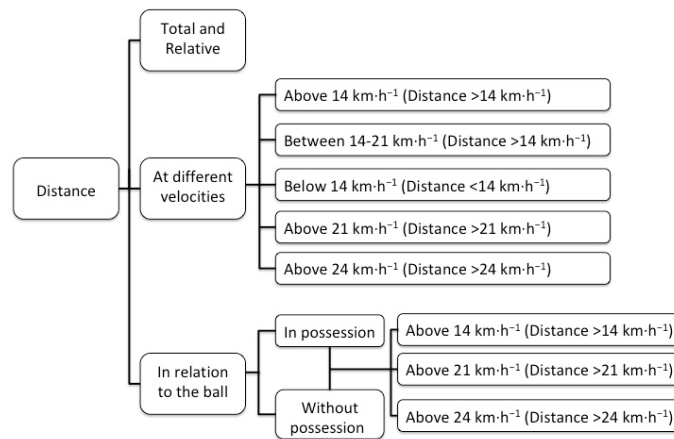 Total and
Relative
Distance
At different
velocities
Above 14 km·h⁻¹ (Distance >14 km·h⁻¹)
Between 14-21 km·h⁻¹ (Distance >14 km·h⁻¹)
Below 14 km·h⁻¹ (Distance <14 km·h⁻¹)
Above 21 km·h⁻¹ (Distance >21 km·h⁻¹)
Above 24 km·h⁻¹ (Distance >24 km·h⁻¹)
In relation
to the ball
In possession
Without
possession
Above 14 km·h⁻¹ (Distance >14 km·h⁻¹)
Above 21 km·h⁻¹ (Distance >21 km·h⁻¹)
Above 24 km·h⁻¹ (Distance >24 km·h⁻¹)